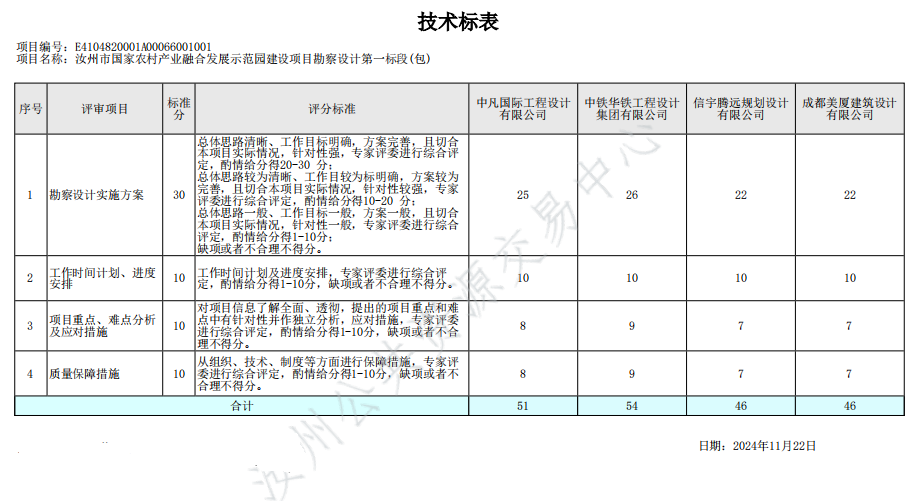 技术标表
项目编号：E4104820001A00066001001
项目名称：汝州市国家农村产业融合发展示范园建设项目勘察设计第一标段(包)
序号 评审项目 标准分 评分标准 中凡国际工程设计有限公司 中铁华铁工程设计集团有限公司 信宇腾远规划设计有限公司 成都美厦建筑设计有限公司
1 勘察设计实施方案 30
总体思路清晰、工作目标明确，方案完善，且切合
本项目实际情况，针对性强，专家评委进行综合评
定，酌情给分得20-30 分；
总体思路较为清晰、工作目较为标明确，方案较为
完善，且切合本项目实际情况，针对性较强，专家
评委进行综合评定，酌情给分得10-20 分；
总体思路一般、工作目标一般，方案一般，且切合
本项目实际情况，针对性一般，专家评委进行综合
评定，酌情给分得1-10分；
缺项或者不合理不得分。
25 26 22 22
2 工作时间计划、进度安排 10
工作时间计划及进度安排，专家评委进行综合评
定，酌情给分得1-10分，缺项或者不合理不得分。
10 10 10 10
3 项目重点、难点分析及应对措施 10
对项目信息了解全面、透彻，提出的项目重点和难
点中有针对性并作独立分析，应对措施，专家评委
进行综合评定，酌情给分得1-10分，缺项或者不合
理不得分。
8 9 7 7
4 质量保障措施 10
从组织、技术、制度等方面进行保障措施，专家评
委进行综合评定，酌情给分得1-10分，缺项或者不
合理不得分。
8 9 7 7
合计 51 54 46 46
日期：2024年11月22日
汝州公共资源交易中心